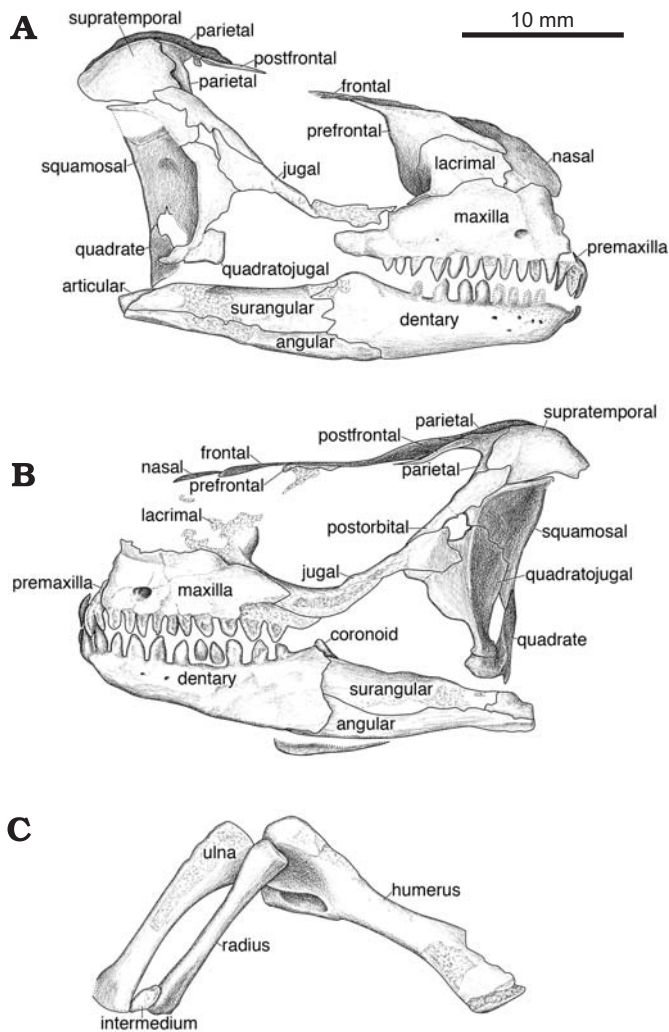 A
10 mm
supratemporal
parietal
postfrontal
parietal
frontal
prefrontal
lacrimal
nasal
squamosal
jugal
maxilla
premaxilla
quadrate
quadratojugal
articular
surangular
dentary
angular
B
parietal
supratemporal
postfrontal
frontal
parietal
nasal
prefrontal
lacrimal
postorbital
squamosal
jugal
quadratojugal
premaxilla
maxilla
coronoid
quadrate
dentary
surangular
angular
C
ulna
humerus
radius
intermedium